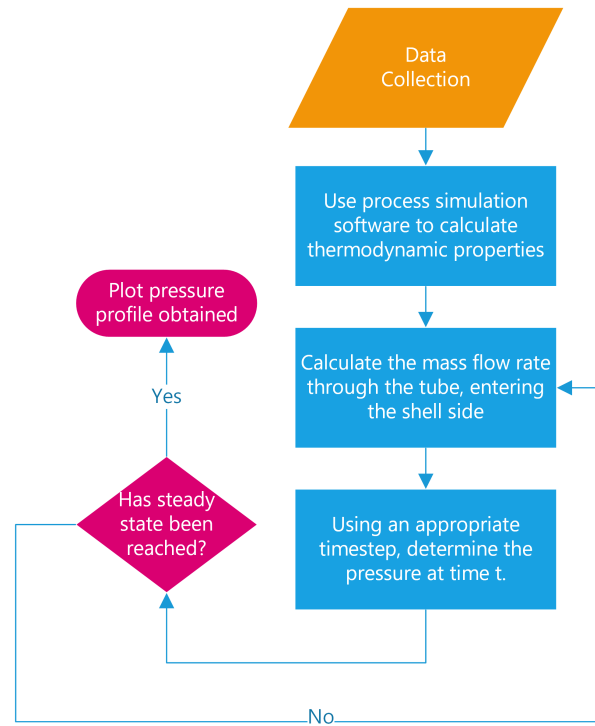 Data
Collection
Use process simulation
software to calculate
thermodynamic properties
Calculate the mass flow rate
through the tube, entering
the shell side
Using an appropriate
timestep, determine the
pressure at time t.
Has steady
state been
reached?
Yes
Plot pressure
profile obtained
No